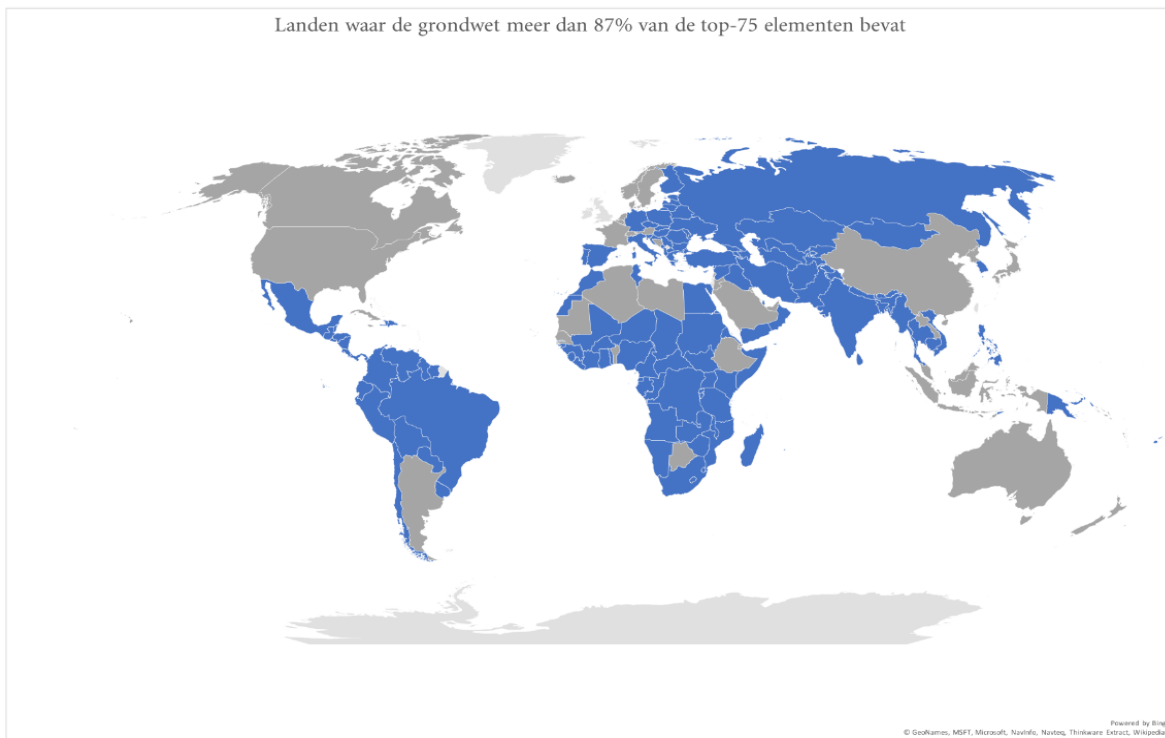 Landen waar de grondwet meer dan 87% van de top-75 elementen bevat
Powered by Bing
© GeoNames, MSFT, Microsoft, NavInfo, Navteq, Thinkware Extract, Wikipedia